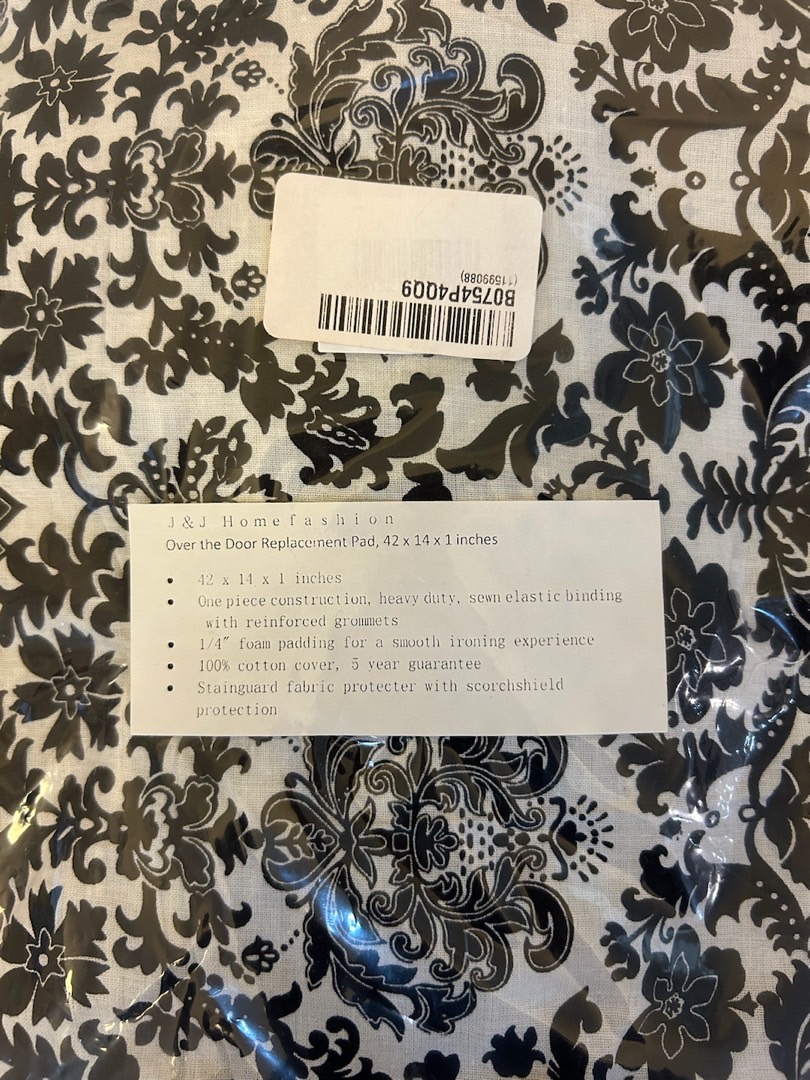 B0754P4QQ9
(1599088)
J&J Homefashion
Over the Door Replacement Pad, 42 x 14 x 1 inches
• 42 x 14 x 1 inches
• One piece construction, heavy duty, sewn elastic binding
with reinforced grommets
• 1/4″ foam padding for a smooth ironing experience
• 100% cotton cover, 5 year guarantee
• Stainguard fabric protecter with scorchshield
protection